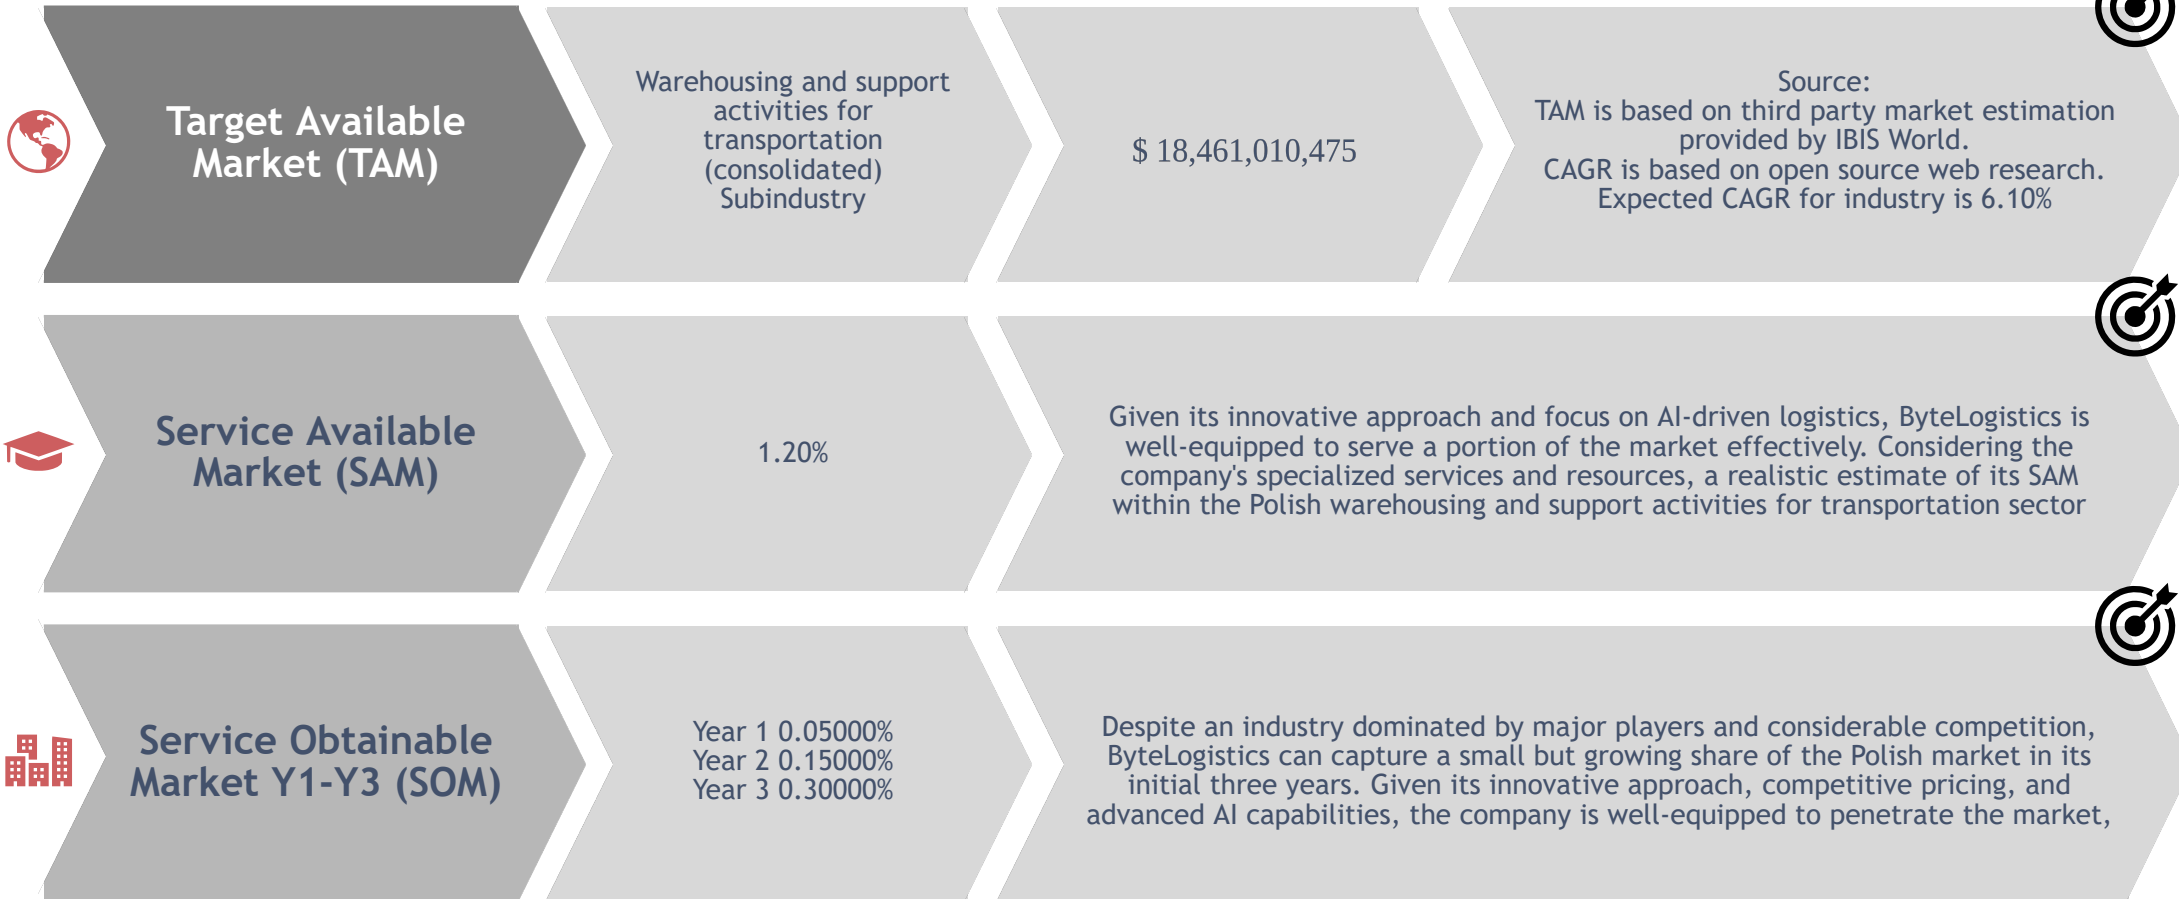 Target Available
Market (TAM)
Warehousing and support
activities for
transportation
(consolidated)
Subindustry
$ 18,461,010,475
Source:
TAM is based on third party market estimation
provided by IBIS World.
CAGR is based on open source web research.
Expected CAGR for industry is 6.10%
Service Available
Market (SAM)
1.20%
Given its innovative approach and focus on AI-driven logistics, ByteLogistics is
well-equipped to serve a portion of the market effectively. Considering the
company's specialized services and resources, a realistic estimate of its SAM
within the Polish warehousing and support activities for transportation sector
Service Obtainable
Market Y1-Y3 (SOM)
Year 1 0.05000%
Year 2 0.15000%
Year 3 0.30000%
Despite an industry dominated by major players and considerable competition,
ByteLogistics can capture a small but growing share of the Polish market in its
initial three years. Given its innovative approach, competitive pricing, and
advanced AI capabilities, the company is well-equipped to penetrate the market,